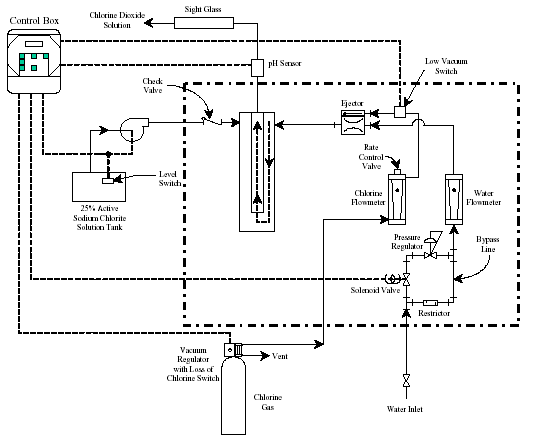 Control Box
Chlorine Dioxide
Solution
Sight Glass
pH Sensor
Low Vacuum
Switch
Check
Valve
Ejector
Rate
Control
Valve
Level
Switch
25% Active
Sodium Chlorite
Solution Tank
Chlorine
Flowmeter
Water
Flowmeter
Pressure
Regulator
Bypass
Line
Solenoid Valve
Restrictor
Vacuum
Regulator
with Loss of
Chlorine Switch
Vent
Chlorine
Gas
Water Inlet